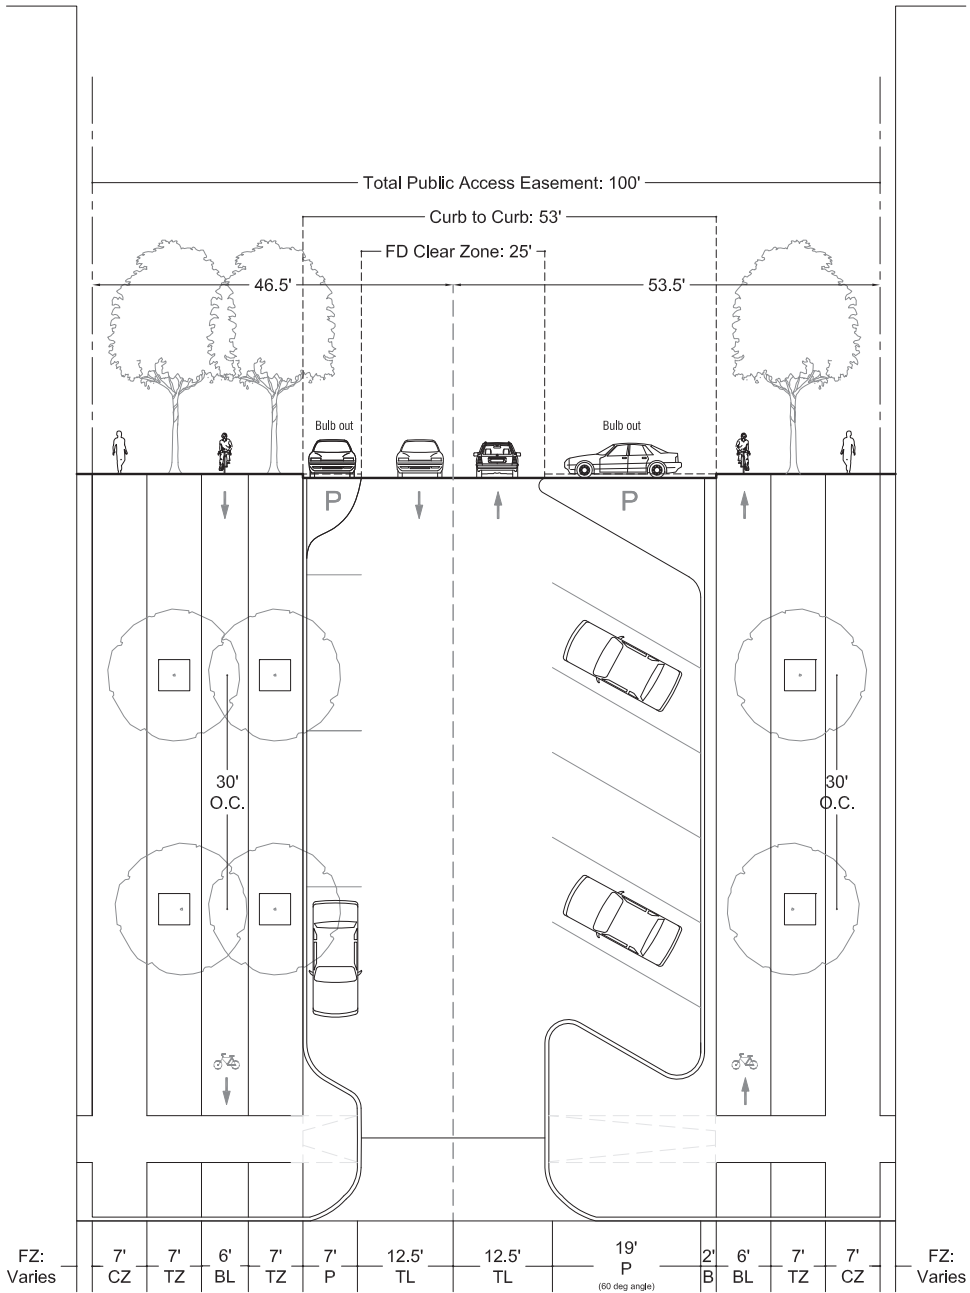 Total Public Access Easement: 100'
Curb to Curb: 53'
FD Clear Zone: 25'
46.5'
53.5'
Bulb out
Bulb out
P
P
30'
O.C.
30'
O.C.
FZ:
Varies
7'
CZ
7'
TZ
6'
BL
7'
TZ
7'
P
12.5'
TL
12.5'
TL
19'
P
(60 deg angle)
2'
B
6'
BL
7'
TZ
7'
CZ
FZ:
Varies